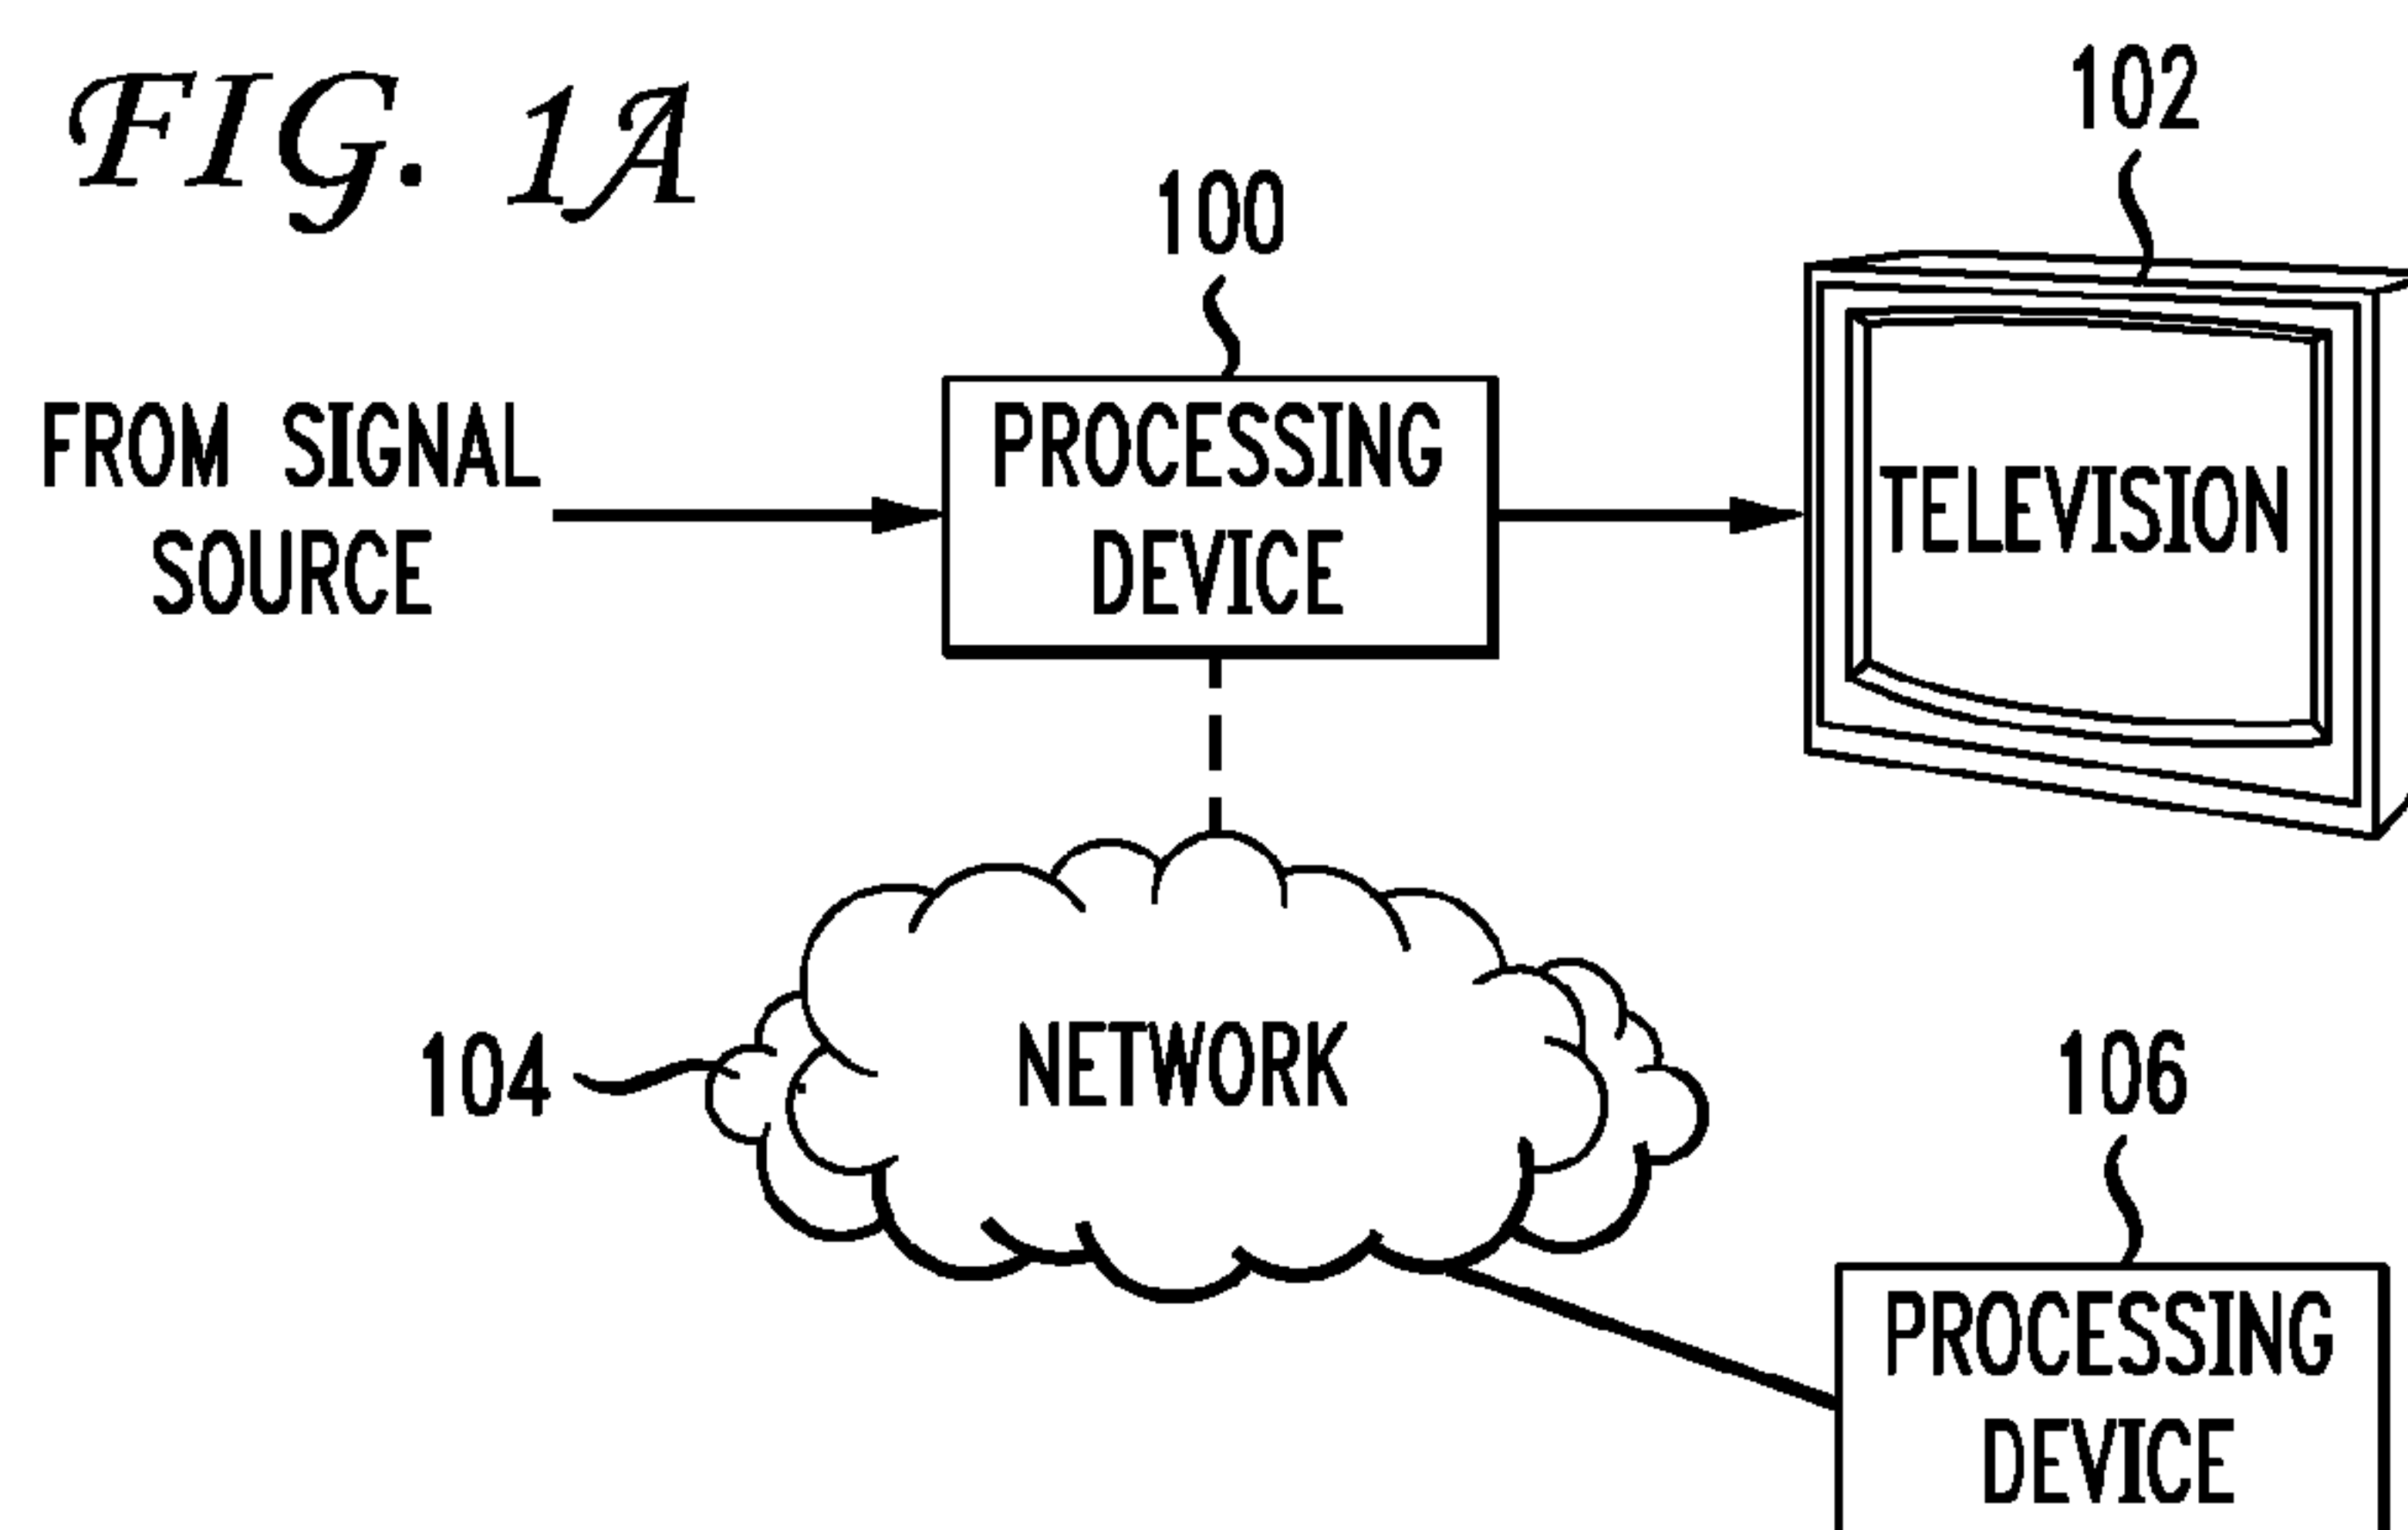 FIG. 1A
102
100
FROM SIGNAL
SOURCE
PROCESSING
DEVICE
TELEVISION
104
NETWORK
106
PROCESSING
DEVICE